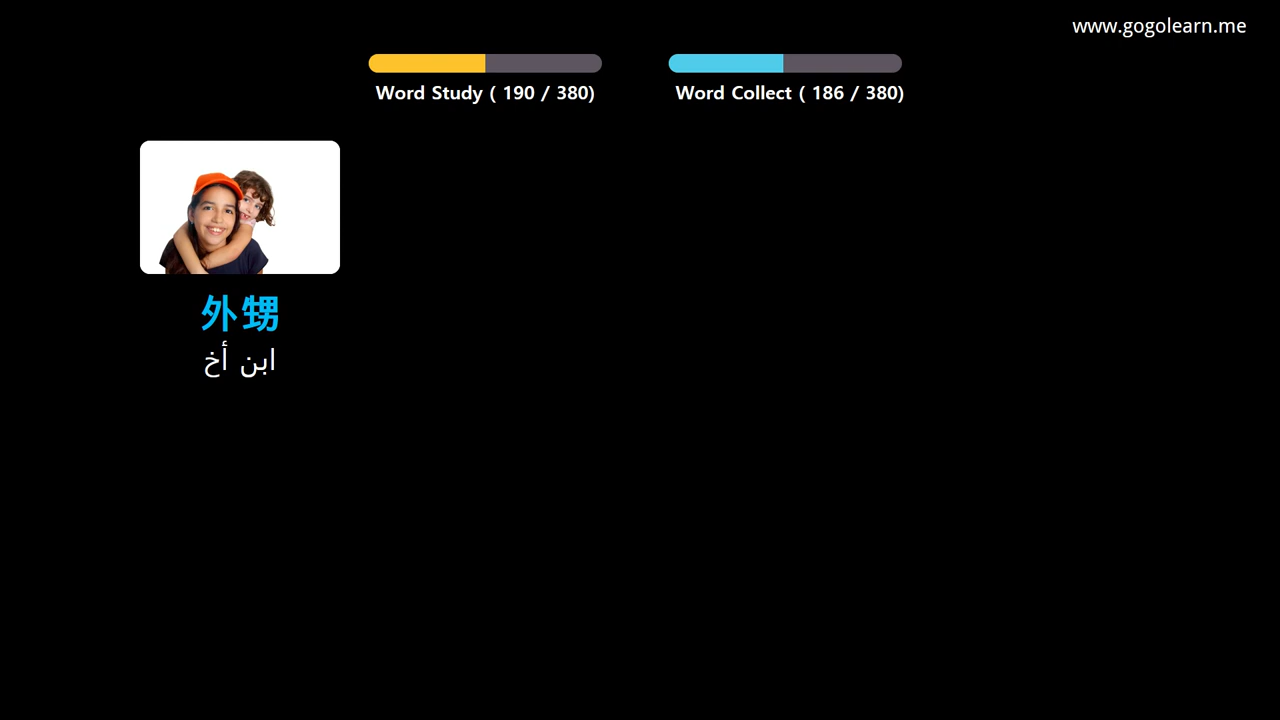 www.gogolearn.me
Word Study ( 190 / 380)
Word Collect ( 186 / 380)
外甥
ابن أخ